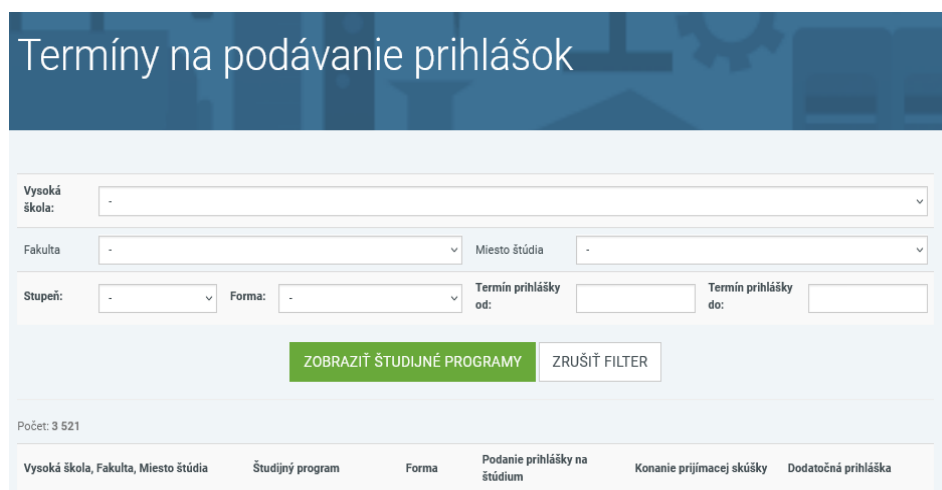 Termíny na podávanie prihlášok
Vysoká
škola:
-
Fakulta
-
Miesto štúdia
-
Stupeň:
-
Forma:
-
Termín prihlášky
od:
Termín prihlášky
do:
ZOBRAZIŤ ŠTUDIJNÉ PROGRAMY
ZRUŠIŤ FILTER
Počet: 3 521
Vysoká škola, Fakulta, Miesto štúdia
Študijný program
Forma
Podanie prihlášky na
štúdium
Konanie prijímacej skúšky
Dodatočná prihláška